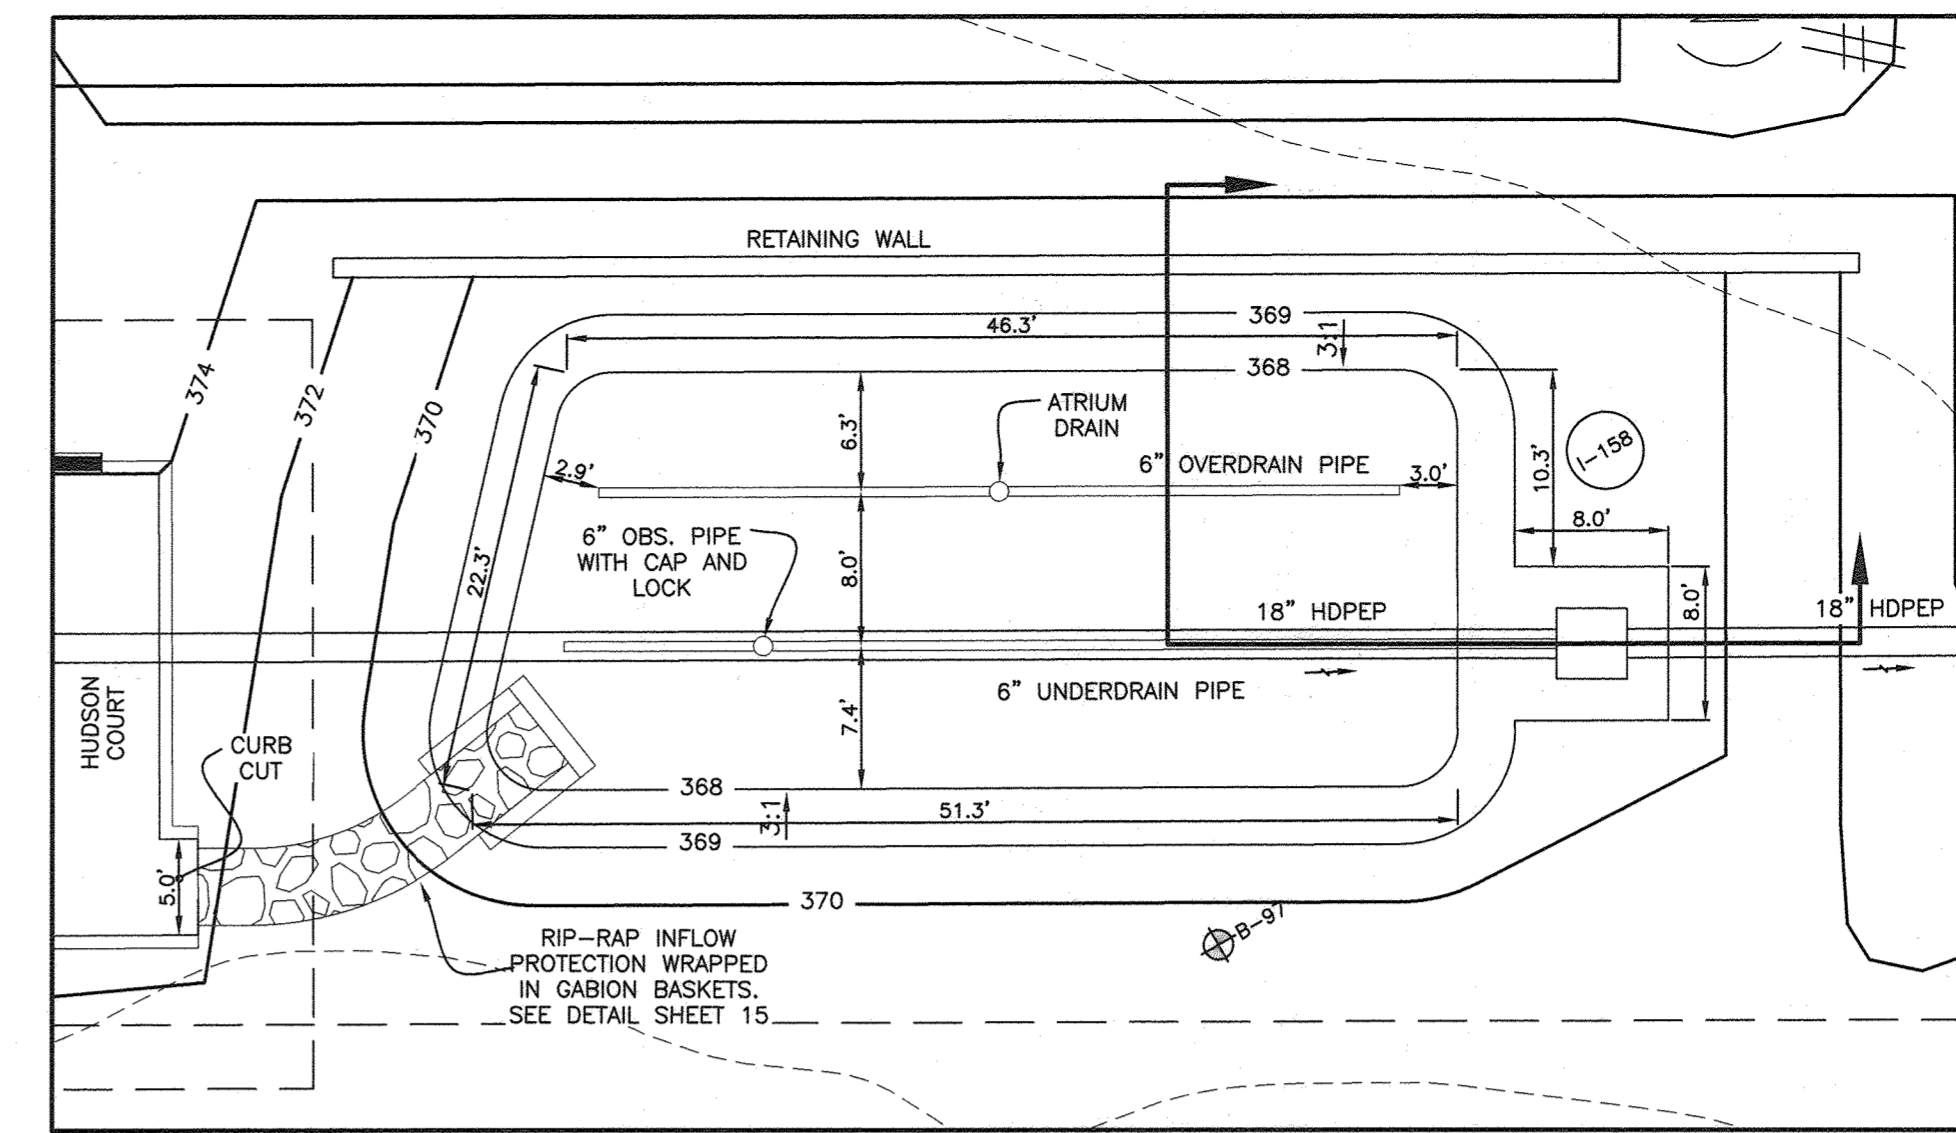 RETAINING WALL
369
46.3'
3:1
368
374
372
370
ATRIUM
DRAIN
6.3'
I-158
6" OVERDRAIN PIPE
2.9'
3.0'
10.3'
8.0'
6" OBS. PIPE
WITH CAP AND
LOCK
22.3'
8.0'
18" HDPEP
8.0'
18" HDPEP
6" UNDERDRAIN PIPE
7.4'
HUDSON
COURT
CURB
CUT
368
3:1
51.3'
369
5.0'
370
B-97
RIP-RAP INFLOW
PROTECTION WRAPPED
IN GABION BASKETS.
SEE DETAIL SHEET 15